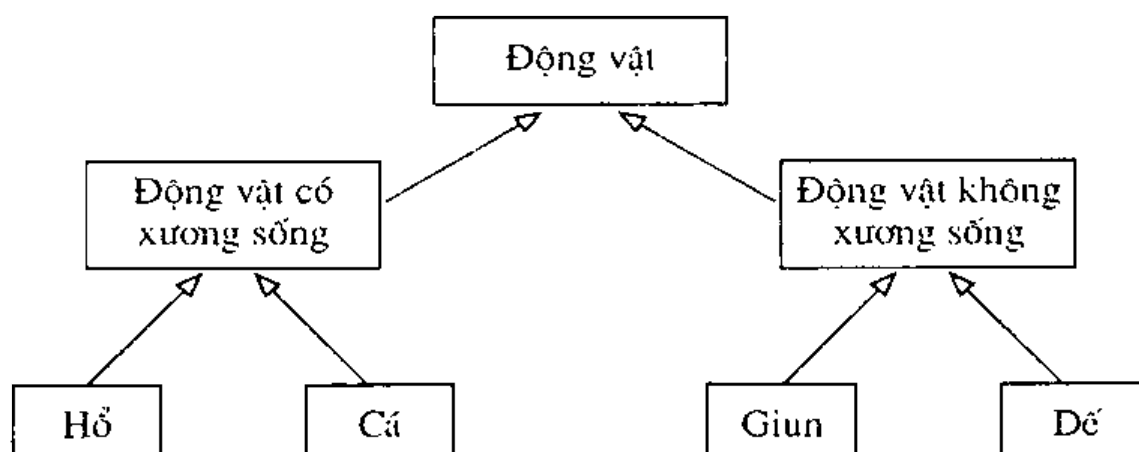 Động vật
Động vật có
xương sống
Động vật không
xương sống
Hổ
Cá
Giun
Dế